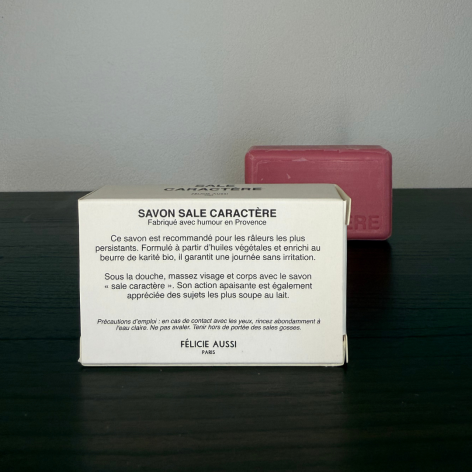 SALE
CARACTÈRE
SAVON SALE CARACTÈRE
Fabriqué avec humour en Provence
Ce savon est recommandé pour les râleurs les plus
persistants. Formulé à partir d'huiles végétales et enrichi au
beurre de karité bio, il garantit une journée sans irritation.
Sous la douche, massez visage et corps avec le savon
« sale caractère ». Son action apaisante est également
appréciée des sujets les plus soupe au lait.
Précautions d'emploi : en cas de contact avec les yeux, rincez abondamment à
l'eau claire. Ne pas avaler. Tenir hors de portée des sales gosses.
FÉLICIE AUSSI
PARIS
ÈRE